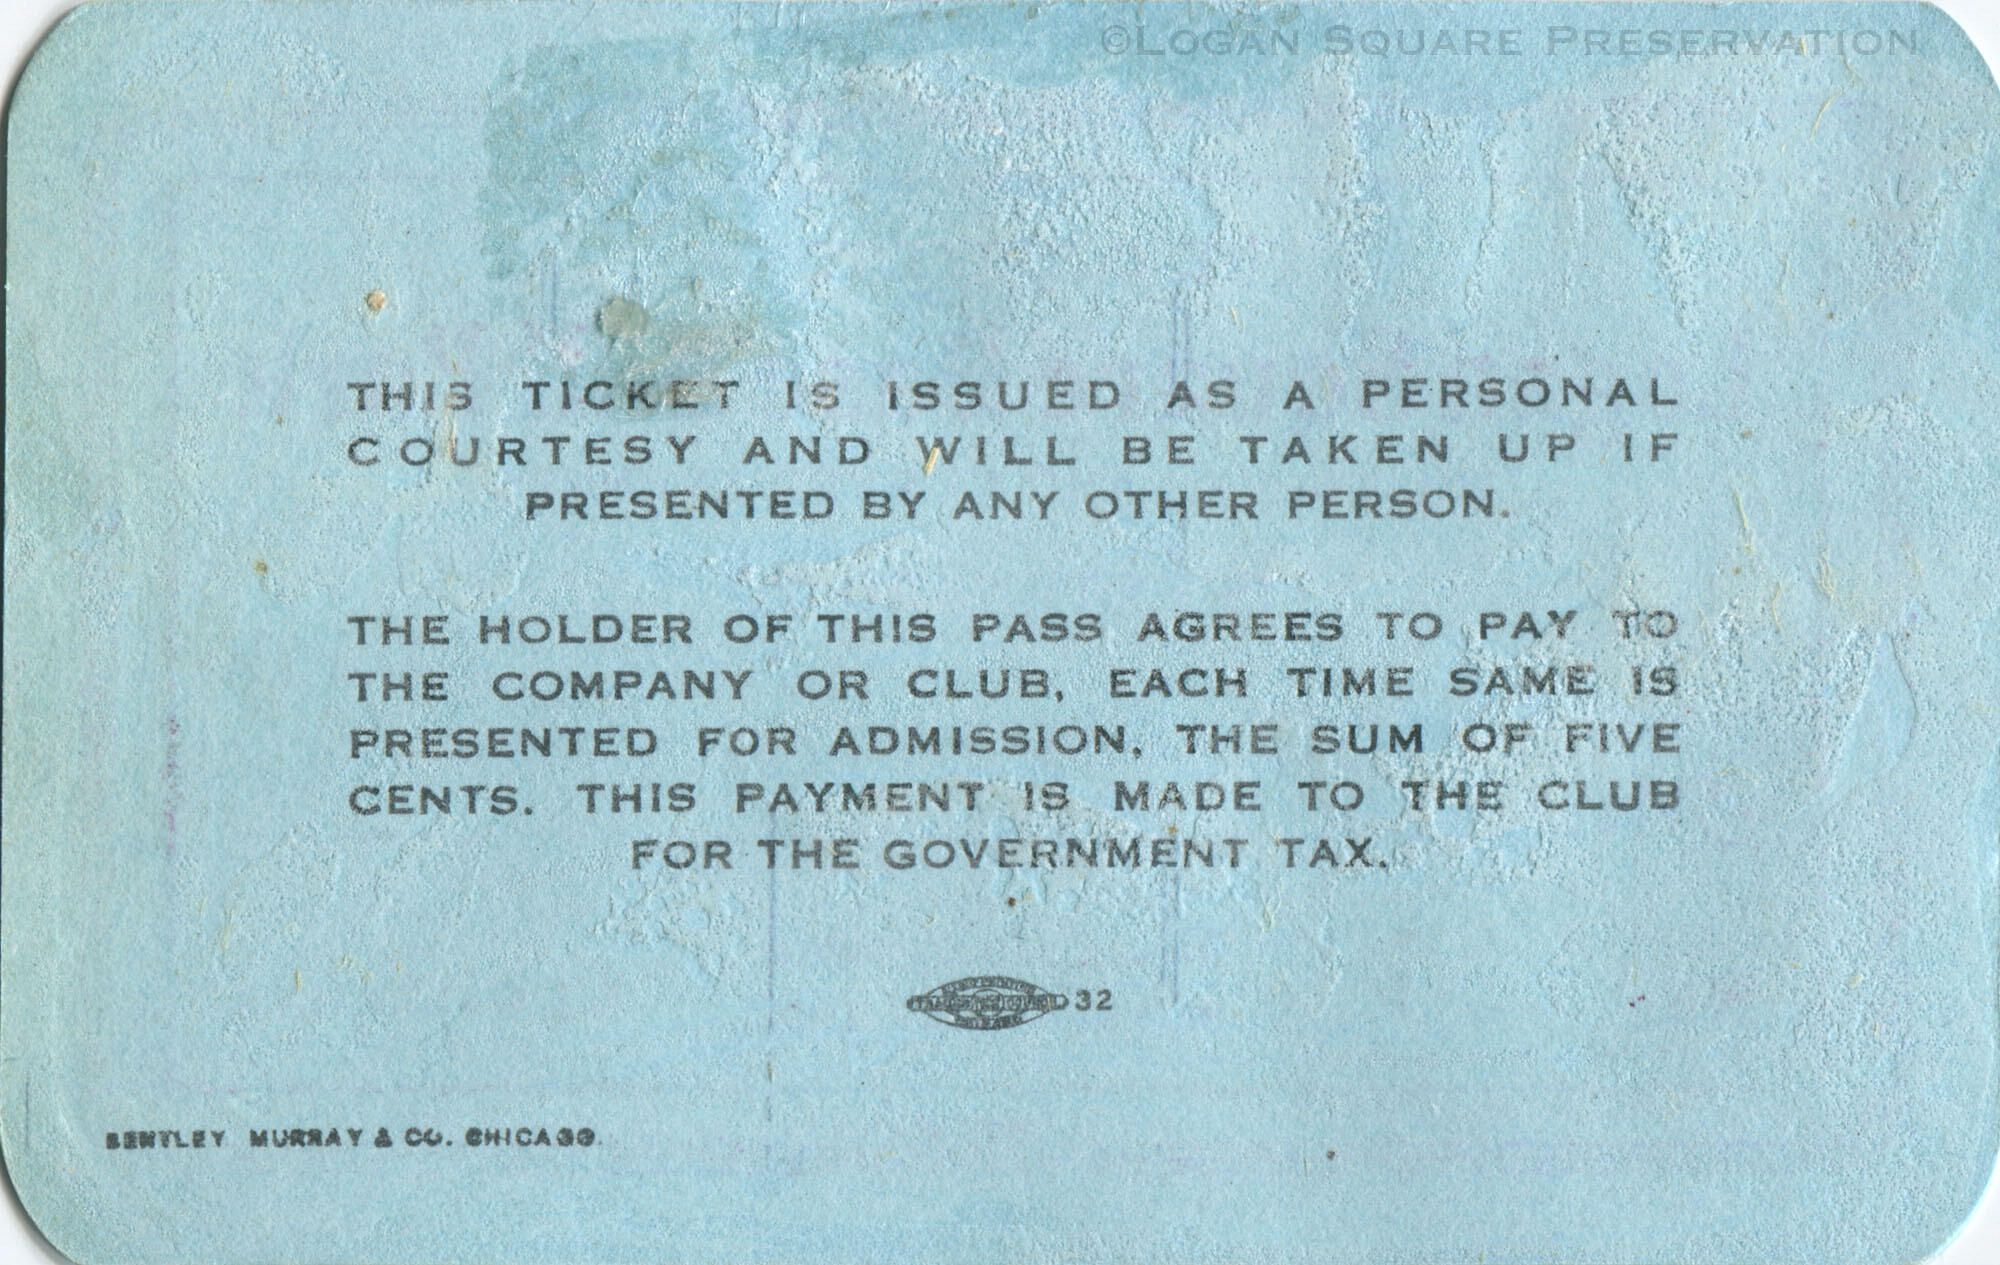 ©LOGAN SQUARE PRESERVATION
THIS TICKET IS ISSUED AS A PERSONAL
COURTESY AND WILL BE TAKEN UP IF
PRESENTED BY ANY OTHER PERSON.
THE HOLDER OF THIS PASS AGREES TO PAY TO
THE COMPANY OR CLUB, EACH TIME SAME IS
PRESENTED FOR ADMISSION, THE SUM OF FIVE
CENTS. THIS PAYMENT IS MADE TO THE CLUB
FOR THE GOVERNMENT TAX.
32
BENTLEY MURRAY & CO. CHICAGO.